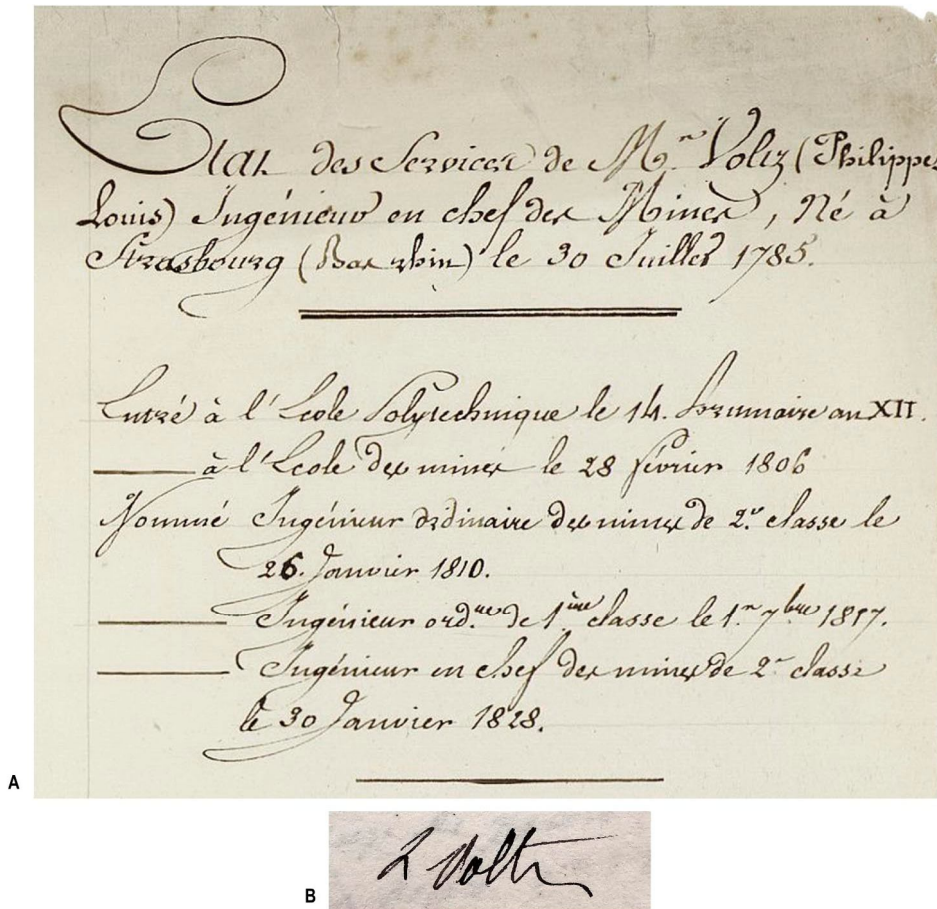 Etat des Services de Mr. Voltz (Philippe
Louis) Ingénieur en chef des Mines, Né à
Strasbourg (Bas rhin) le 30 Juillet 1785.
Entré à l'Ecole Polytechnique le 14. brumaire an XII.
à l'Ecole des mines le 28 février 1806
Nommé Ingénieur ordinaire des mines de 2e. classe le
26. Janvier 1810.
Ingénieur ord.re de 1ère classe le 1er 7bre 1817.
Ingénieur en chef des mines de 2e classe
le 30 Janvier 1828.
A
L Voltz
B